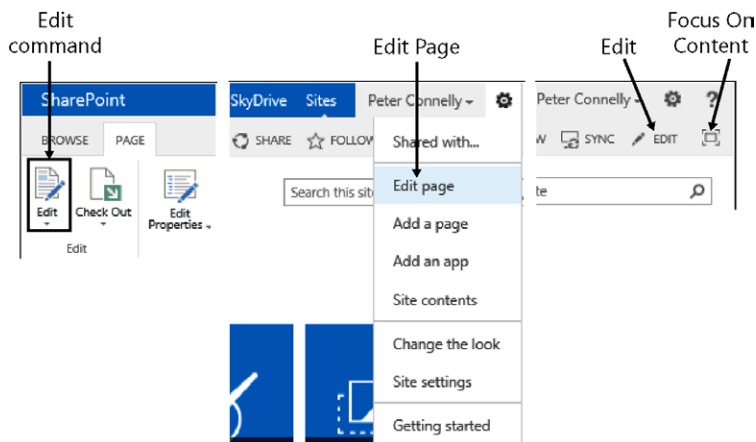 Edit
command
Edit Page
Edit
Focus On
Content
SharePoint
BROWSE PAGE
Edit
Check Out
Edit
Properties
Edit
SkyDrive Sites Peter Connelly
SHARE FOLLOW
Shared with...
Search this site
Edit page
Add a page
Add an app
Site contents
Change the look
Site settings
Getting started
Peter Connelly ?
W SYNC EDIT
te